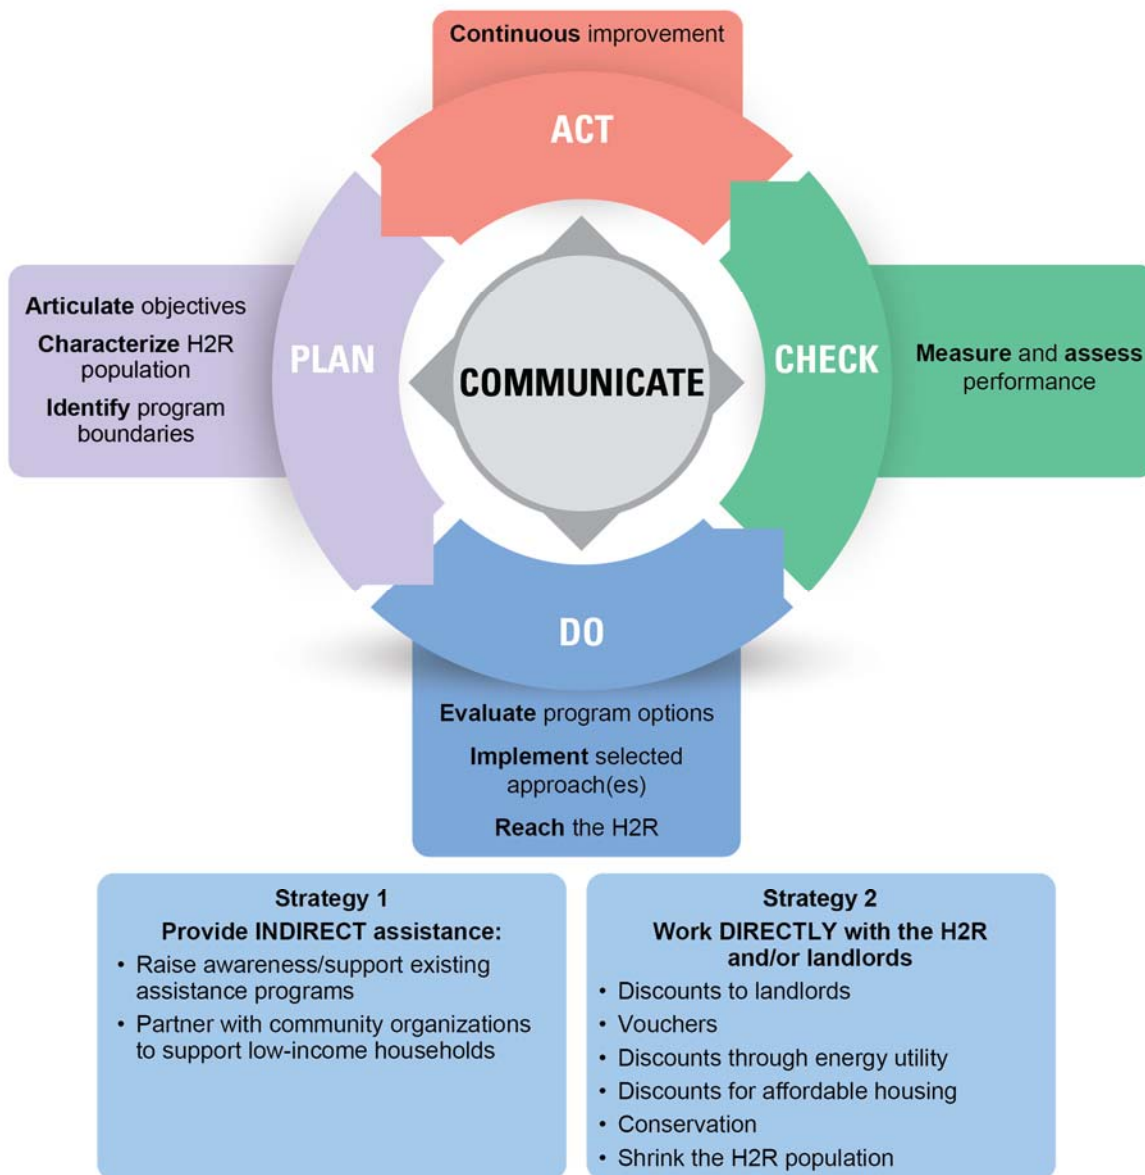 Continuous improvement
ACT
Articulate objectives
Characterize H2R
population
Identify program
boundaries
PLAN
COMMUNICATE
CHECK
Measure and assess
performance
DO
Evaluate program options
Implement selected
approach(es)
Reach the H2R
Strategy 1
Provide INDIRECT assistance:
• Raise awareness/support existing
assistance programs
• Partner with community organizations
to support low-income households
Strategy 2
Work DIRECTLY with the H2R
and/or landlords
• Discounts to landlords
• Vouchers
• Discounts through energy utility
• Discounts for affordable housing
• Conservation
• Shrink the H2R population